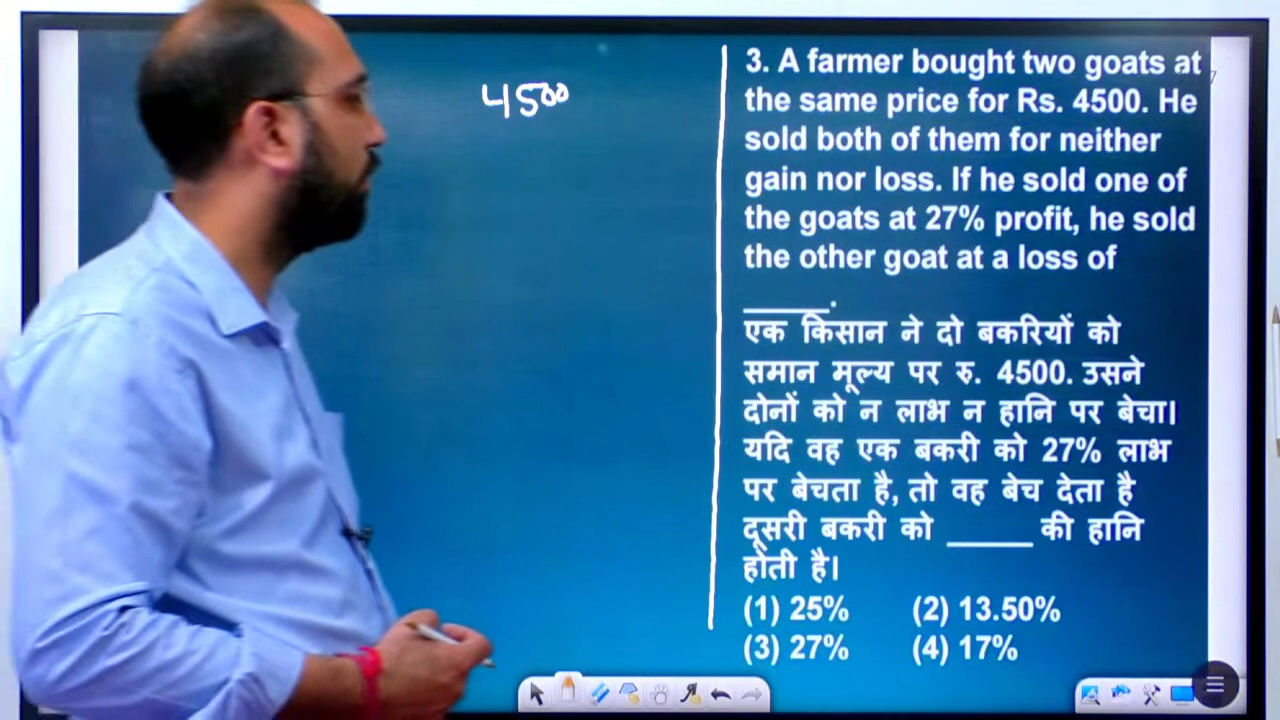 4500
3. A farmer bought two goats at
the same price for Rs. 4500. He
sold both of them for neither
gain nor loss. If he sold one of
the goats at 27% profit, he sold
the other goat at a loss of
_____.
एक किसान ने दो बकरियों को
समान मूल्य पर रु. 4500. उसने
दोनों को न लाभ न हानि पर बेचा।
यदि वह एक बकरी को 27% लाभ
पर बेचता है, तो वह बेच देता है
दूसरी बकरी को _____ की हानि
होती है।
(1) 25% (2) 13.50%
(3) 27% (4) 17%